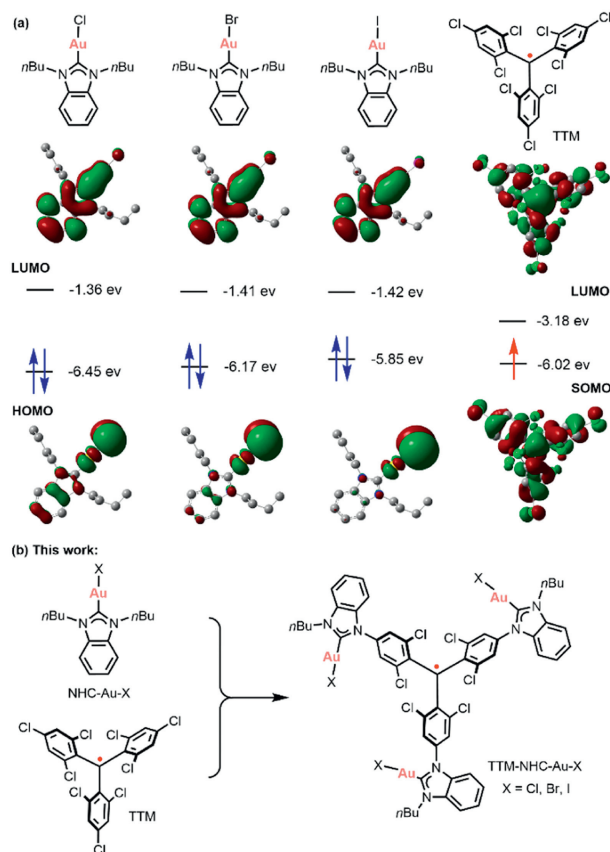 (a)
Cl
Au
nBu N N nBu
Br
Au
nBu N N nBu
I
Au
nBu N N nBu
Cl Cl
Cl Cl
Cl Cl Cl
Cl
Cl
TTM
LUMO
LUMO
-1.36 ev
-1.41 ev
-1.42 ev
-3.18 ev
-6.45 ev
-6.17 ev
-5.85 ev
-6.02 ev
HOMO
SOMO
(b) This work:
X
Au
nBu N N nBu
NHC-Au-X
Cl Cl
Cl Cl
Cl Cl Cl
Cl
Cl
TTM
X
Au
nBu
N
N
Cl
Cl
nBu
N
N
Au
X
Cl
Cl
Cl
Cl
X
Au
N
N
nBu
TTM-NHC-Au-X
X = Cl, Br, I